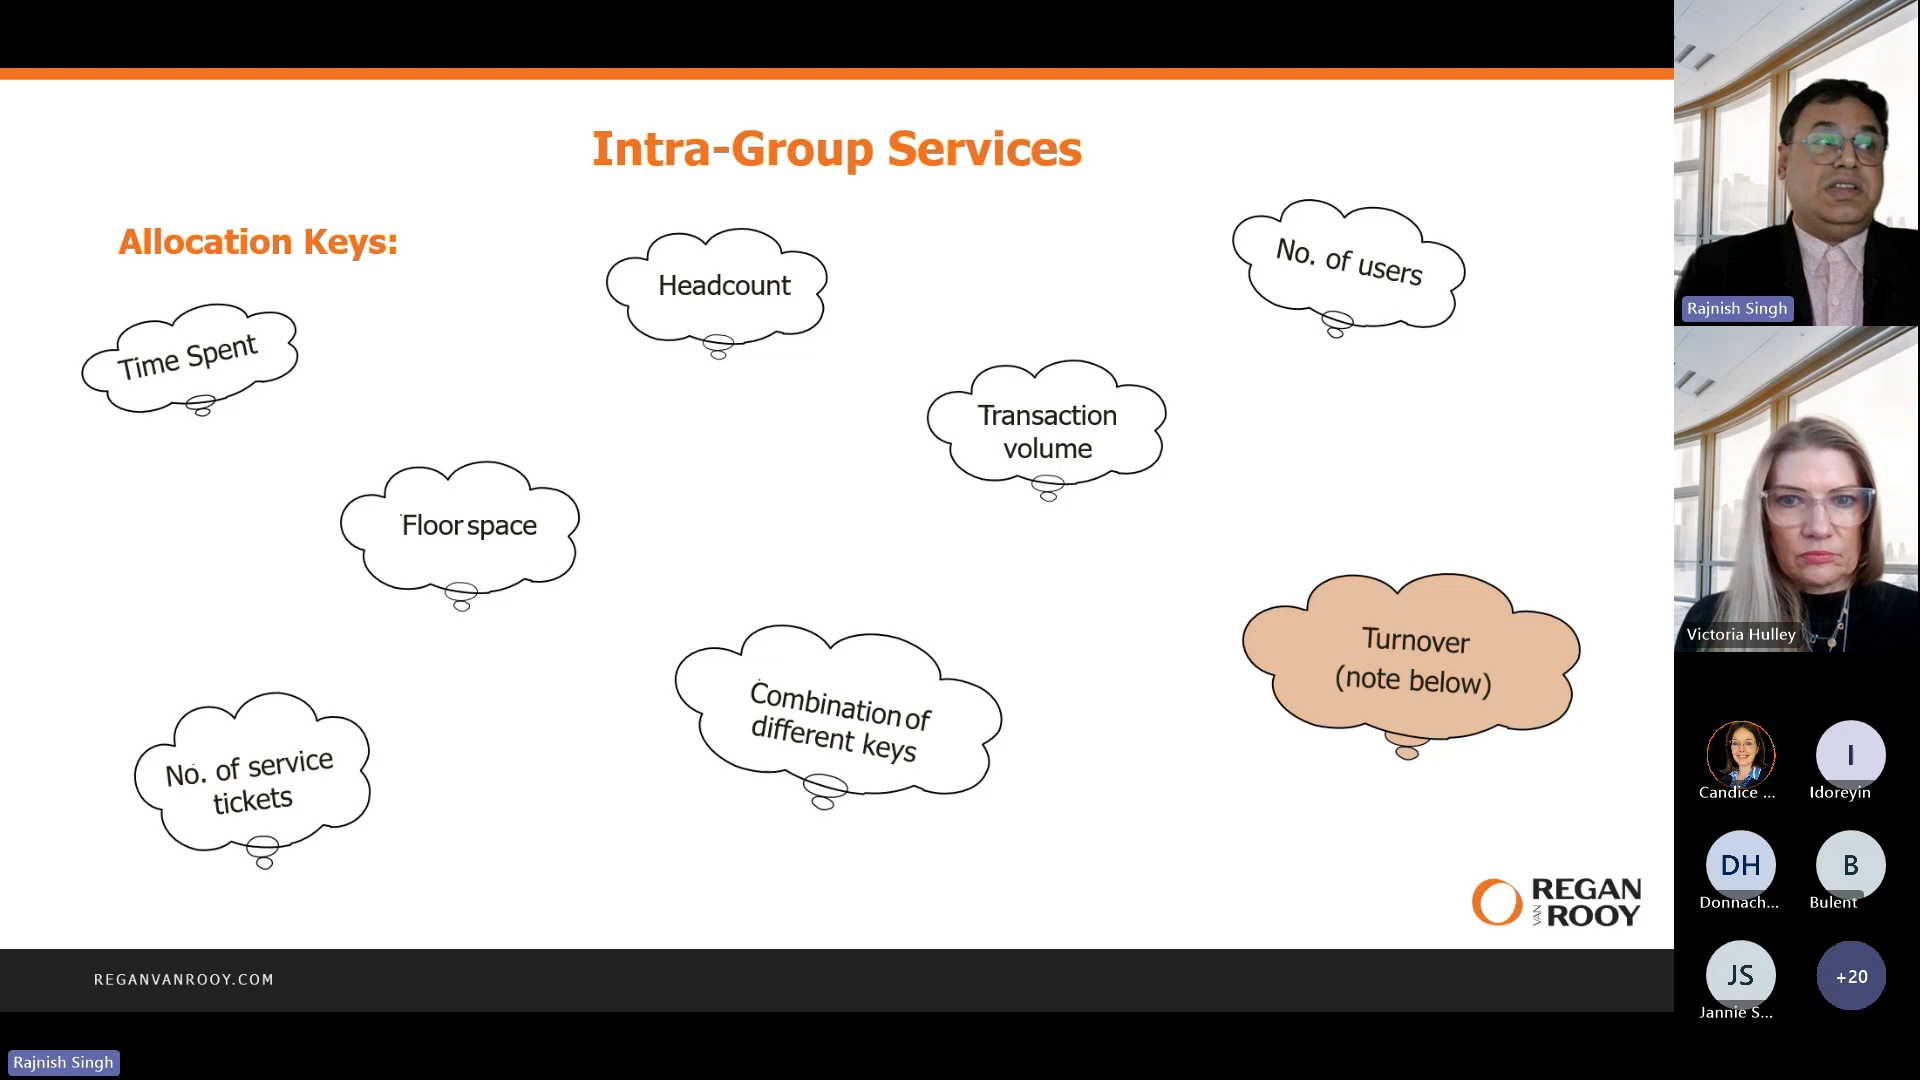 Intra-Group Services
Allocation Keys:
Headcount
No. of users
Time Spent
Transaction
volume
Floor space
Turnover
(note below)
Combination of
different keys
No. of service
tickets
REGAN
VAN
ROOY
REGANVANROOY.COM
Rajnish Singh
Rajnish Singh
Victoria Hulley
Candice ...
I
Idoreyin
DH
Donnach...
B
Bulent
JS
Jannie S...
+20